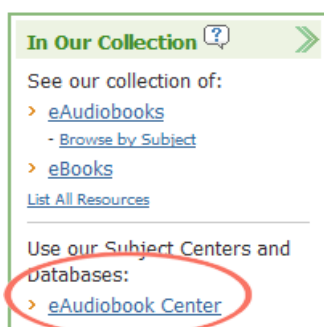 In Our Collection ?
See our collection of:
> eAudiobooks
- Browse by Subject
> eBooks
List All Resources
Use our Subject Centers and
Databases:
> eAudiobook Center